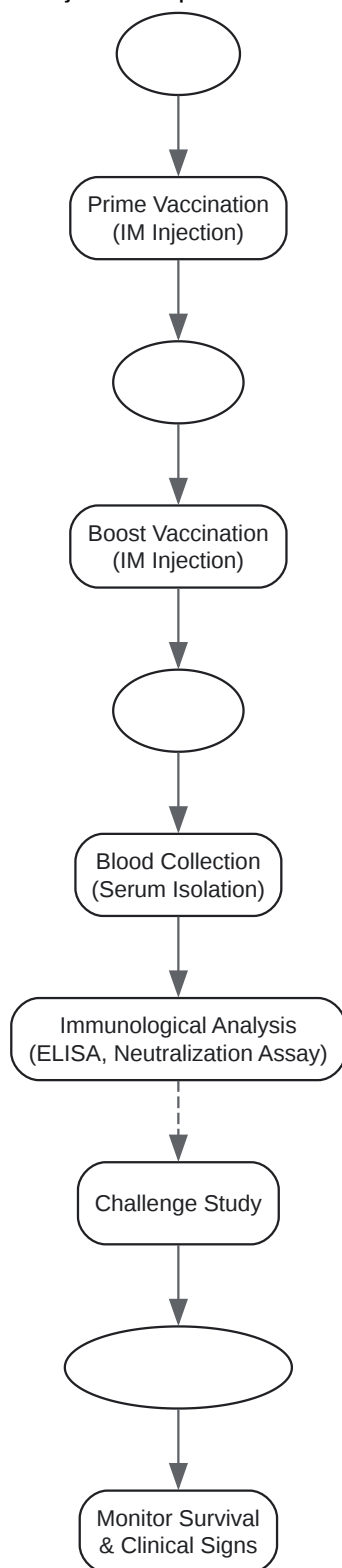 Prime Vaccination
(IM Injection)
Boost Vaccination
(IM Injection)
Blood Collection
(Serum Isolation)
Immunological Analysis
(ELISA, Neutralization Assay)
Challenge Study
Monitor Survival
& Clinical Signs